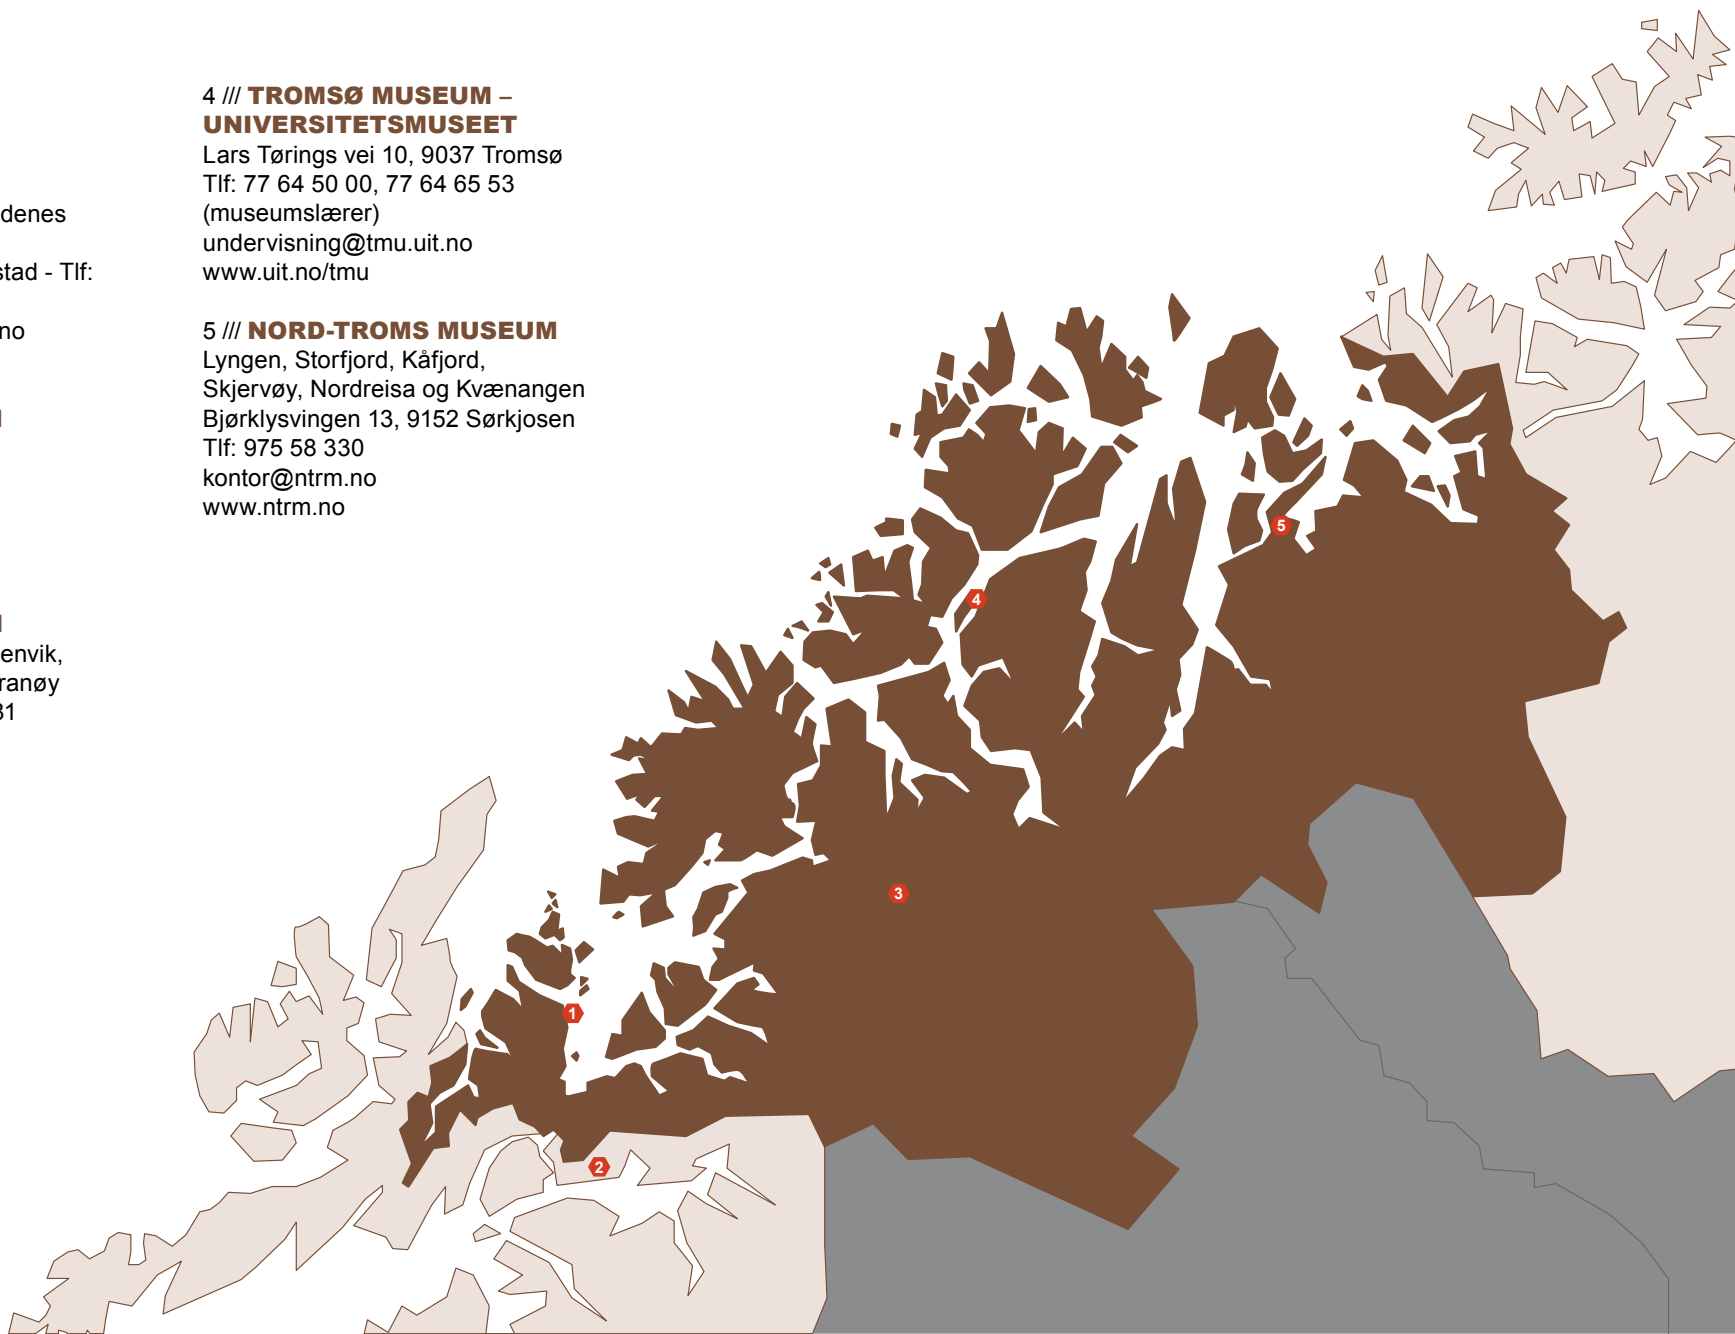 denes
stad - Tlf:
no
envik,
ranøy
31
4 /// TROMSØ MUSEUM –
UNIVERSITETSMUSEET
Lars Tørings vei 10, 9037 Tromsø
Tlf: 77 64 50 00, 77 64 65 53
(museumslærer)
undervisning@tmu.uit.no
www.uit.no/tmu
5 /// NORD-TROMS MUSEUM
Lyngen, Storfjord, Kåfjord,
Skjervøy, Nordreisa og Kvænangen
Bjørklysvingen 13, 9152 Sørkjosen
Tlf: 975 58 330
kontor@ntrm.no
www.ntrm.no
5
4
3
1
2